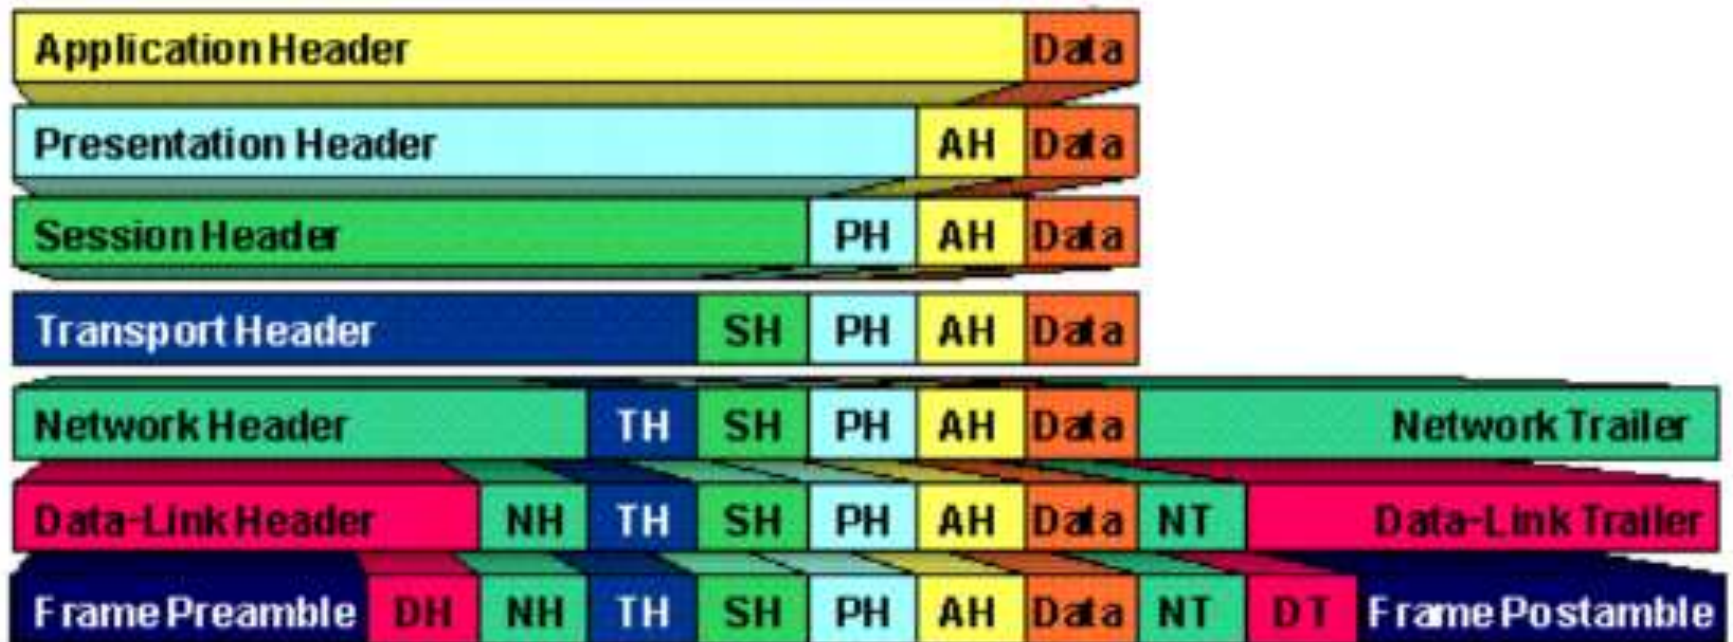 Application Header Data
Presentation Header AH Data
Session Header PH AH Data
Transport Header SH PH AH Data
Network Header TH SH PH AH Data Network Trailer
Data-Link Header NH TH SH PH AH Data NT Data-Link Trailer
Frame Preamble DH NH TH SH PH AH Data NT DT Frame Postamble